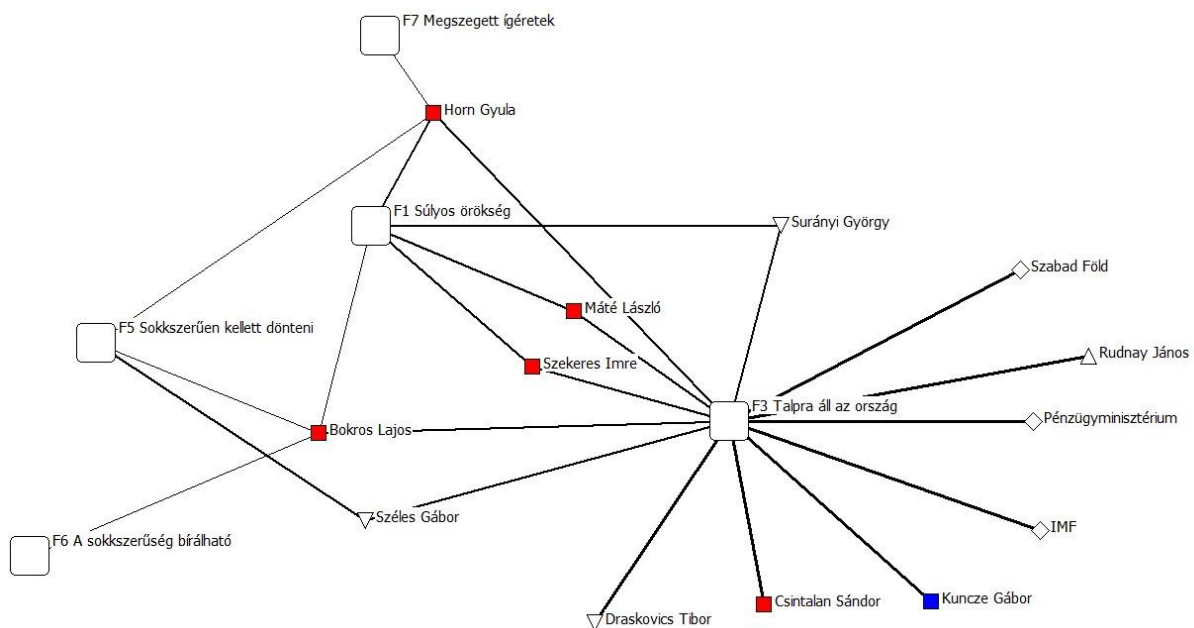 F7 Megszegett ígéretek
Horn Gyula
F1 Súlyos örökség
Surányi György
Szabad Föld
Máté László
F5 Sokkszerűen kellett dönteni
Rudnay János
Szekeres Imre
F3 Talpra áll az ország
Pénzügyminisztérium
Bokros Lajos
Széles Gábor
IMF
F6 A sokkszerűség bírálható
Csintalan Sándor
Kuncze Gábor
Draskovics Tibor